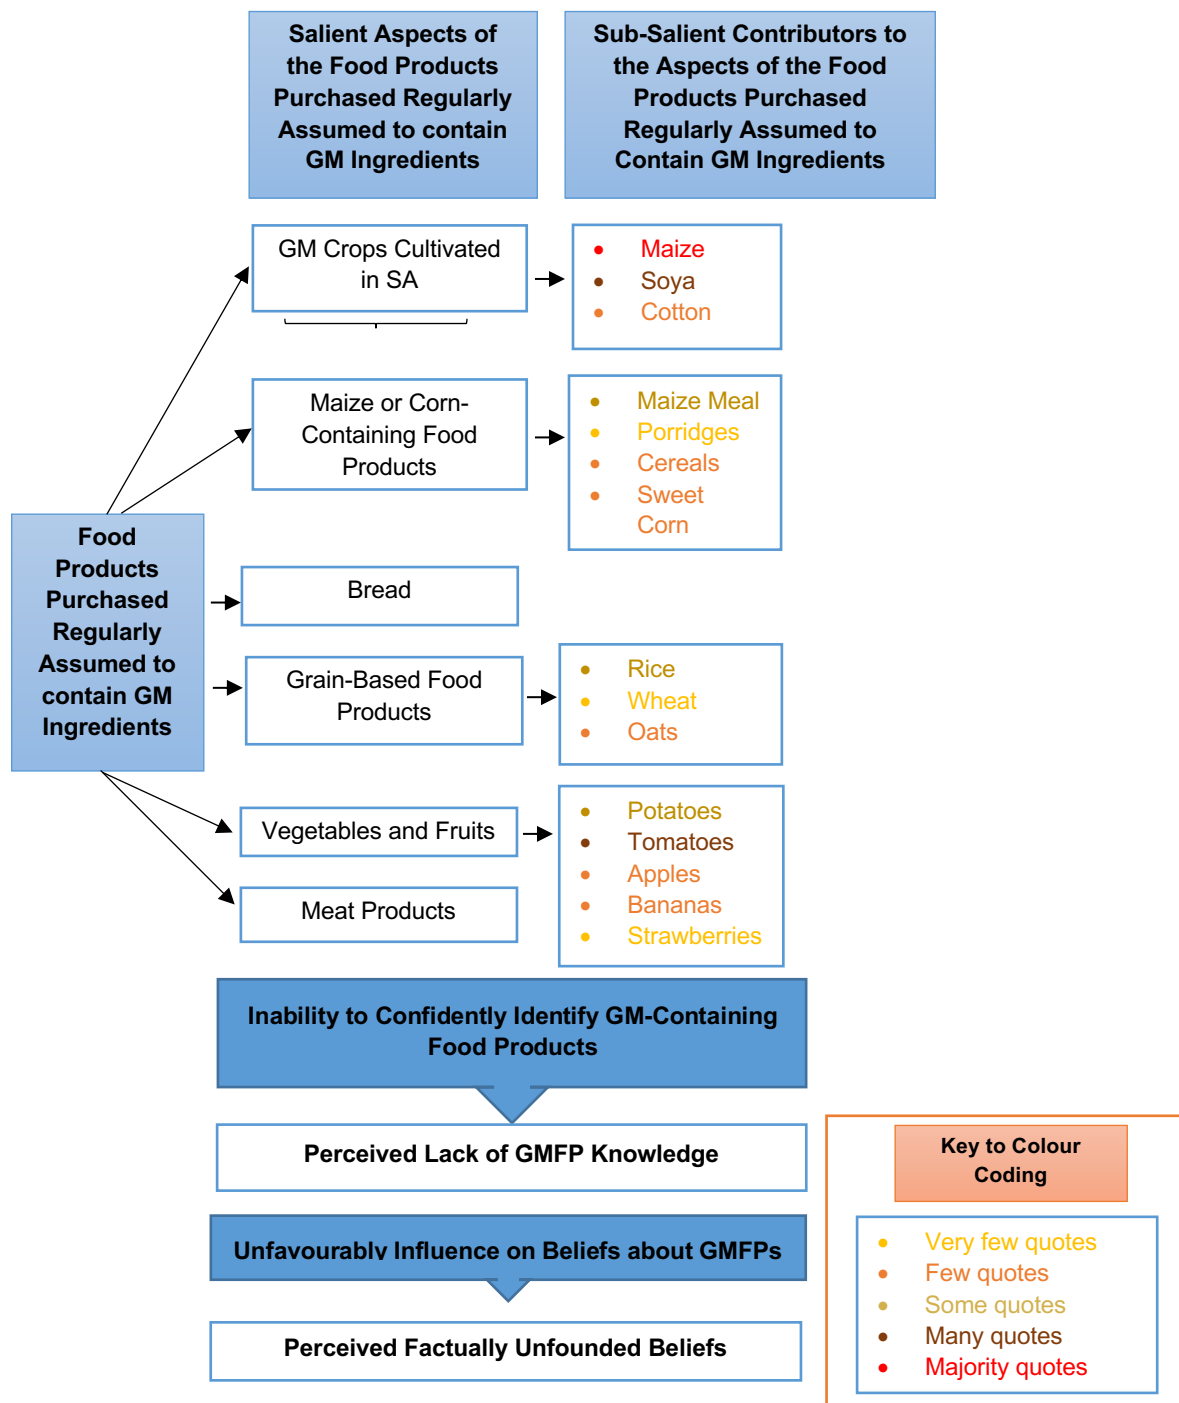 Salient Aspects of
the Food Products
Purchased Regularly
Assumed to contain
GM Ingredients
Sub-Salient Contributors to
the Aspects of the Food
Products Purchased
Regularly Assumed to
Contain GM Ingredients
GM Crops Cultivated
in SA
• Maize
• Soya
• Cotton
Maize or Corn-
Containing Food
Products
• Maize Meal
• Porridges
• Cereals
• Sweet
Corn
Food
Products
Purchased
Regularly
Assumed to
contain GM
Ingredients
Bread
Grain-Based Food
Products
• Rice
• Wheat
• Oats
Vegetables and Fruits
• Potatoes
• Tomatoes
• Apples
• Bananas
• Strawberries
Meat Products
Inability to Confidently Identify GM-Containing
Food Products
Perceived Lack of GMFP Knowledge
Unfavourably Influence on Beliefs about GMFPs
Perceived Factually Unfounded Beliefs
Key to Colour
Coding
• Very few quotes
• Few quotes
• Some quotes
• Many quotes
• Majority quotes